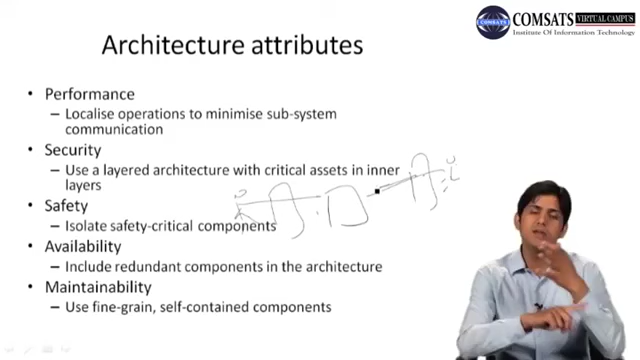 COMSATS VIRTUAL CAMPUS
Institute Of Information Technology
COMSATS
Architecture attributes
• Performance
– Localise operations to minimise sub-system
communication
• Security
– Use a layered architecture with critical assets in inner
layers
• Safety
– Isolate safety-critical components
• Availability
– Include redundant components in the architecture
• Maintainability
– Use fine-grain, self-contained components